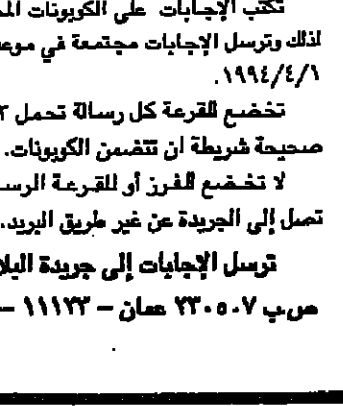 تكتب الإجابات على الكوبونات
لذلك وترسل الإجابات مجتمعة في
١٩٩٤/٤/١.
تخضع للقرعة كل رسالة تحمل
صحيحة شريطة ان تتضمن الكوبونات.
لا تخضع للفرز أو للقرعة
تصل إلى الجريدة عن غير طريق البريد.
ترسل الإجابات إلى جريدة
ص.ب ٢٣٠٥٠٧ عمان – ١١١٢٣ –